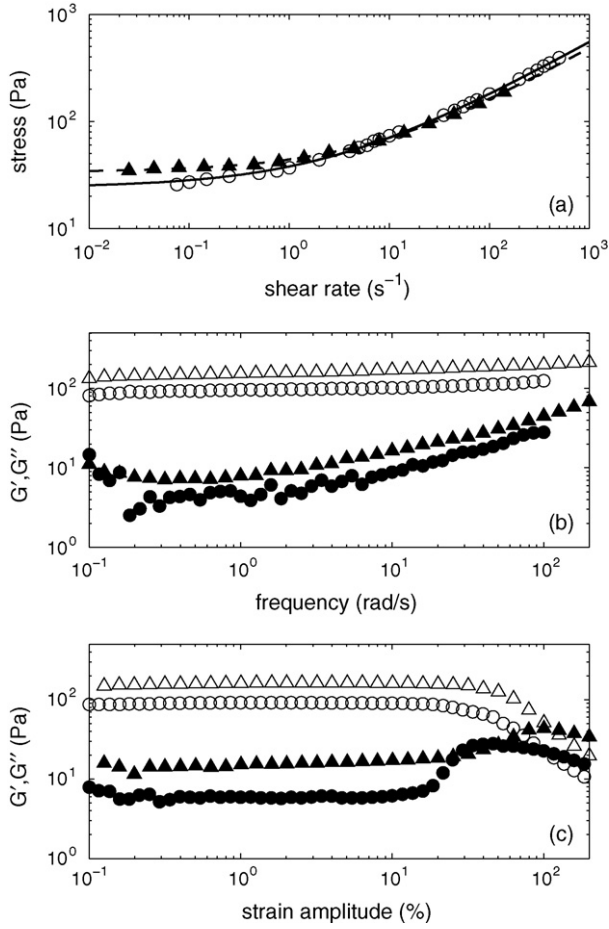 10³
10²
10¹
stress (Pa)
(a)
10⁻² 10⁻¹ 10⁰ 10¹ 10² 10³
shear rate (s⁻¹)
10²
10¹
10⁰
G′,G″ (Pa)
(b)
10⁻¹ 10⁰ 10¹ 10²
frequency (rad/s)
10²
10¹
10⁰
G′,G″ (Pa)
(c)
10⁻¹ 10⁰ 10¹ 10²
strain amplitude (%)